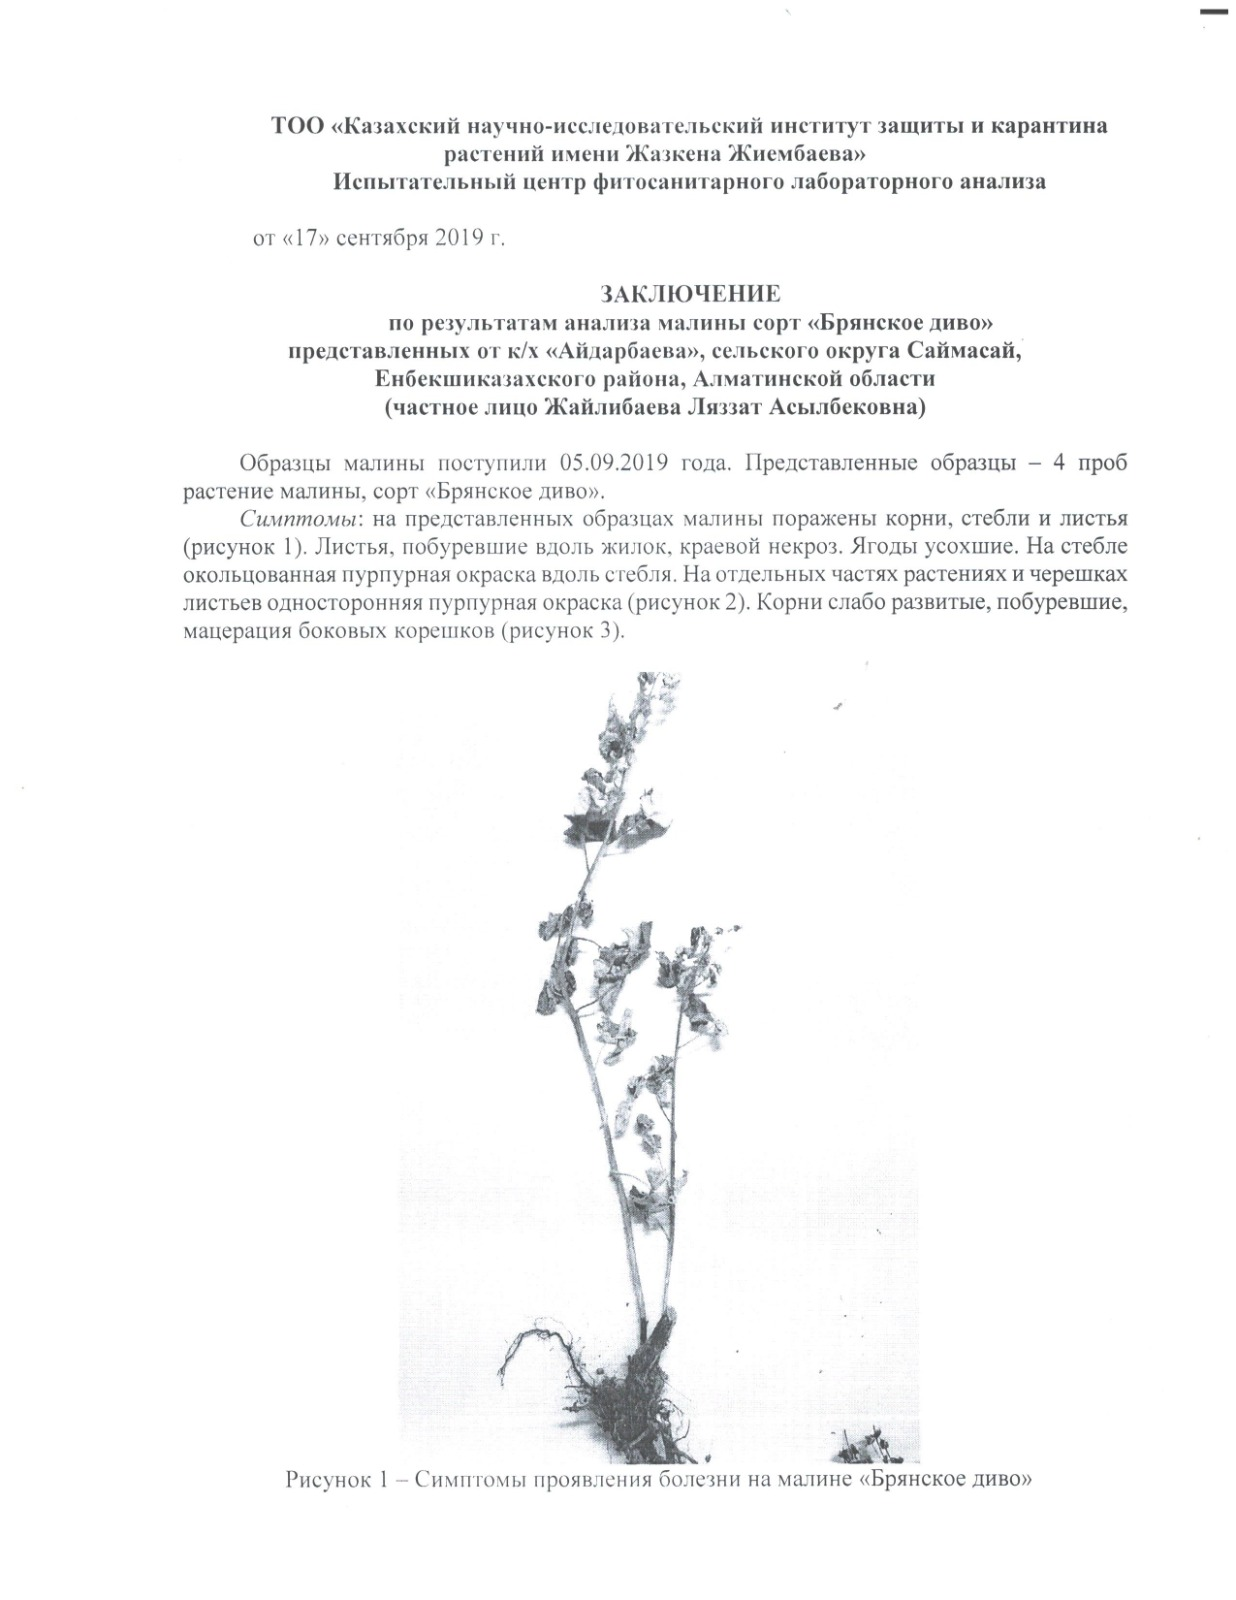 ТОО «Казахский научно-исследовательский институт защиты и карантина
растений имени Жазкена Жиембаева»
Испытательный центр фитосанитарного лабораторного анализа
от «17» сентября 2019 г.
ЗАКЛЮЧЕНИЕ
по результатам анализа малины сорт «Брянское диво»
представленных от к/х «Айдарбаева», сельского округа Саймасай,
Енбекшиказахского района, Алматинской области
(частное лицо Жайлибаева Ляззат Асылбековна)
Образцы малины поступили 05.09.2019 года. Представленные образцы – 4 проб
растение малины, сорт «Брянское диво».
Симптомы: на представленных образцах малины поражены корни, стебли и листья
(рисунок 1). Листья, побуревшие вдоль жилок, краевой некроз. Ягоды усохшие. На стебле
окольцованная пурпурная окраска вдоль стебля. На отдельных частях растениях и черешках
листьев односторонняя пурпурная окраска (рисунок 2). Корни слабо развитые, побуревшие,
мацерация боковых корешков (рисунок 3).
Рисунок 1 – Симптомы проявления болезни на малине «Брянское диво»